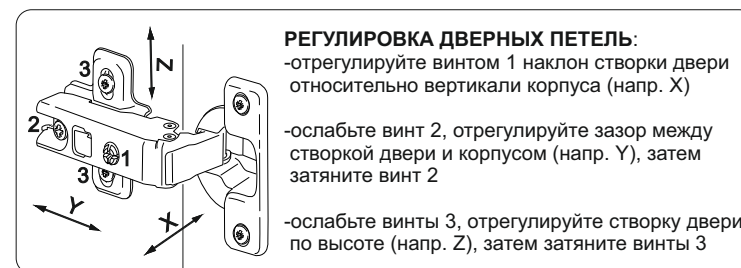 3
Z
2
1
3
Y
X
РЕГУЛИРОВКА ДВЕРНЫХ ПЕТЕЛЬ:
-отрегулируйте винтом 1 наклон створки двери
относительно вертикали корпуса (напр. X)
-ослабьте винт 2, отрегулируйте зазор между
створкой двери и корпусом (напр. Y), затем
затяните винт 2
-ослабьте винты 3, отрегулируйте створку двери
по высоте (напр. Z), затем затяните винты 3